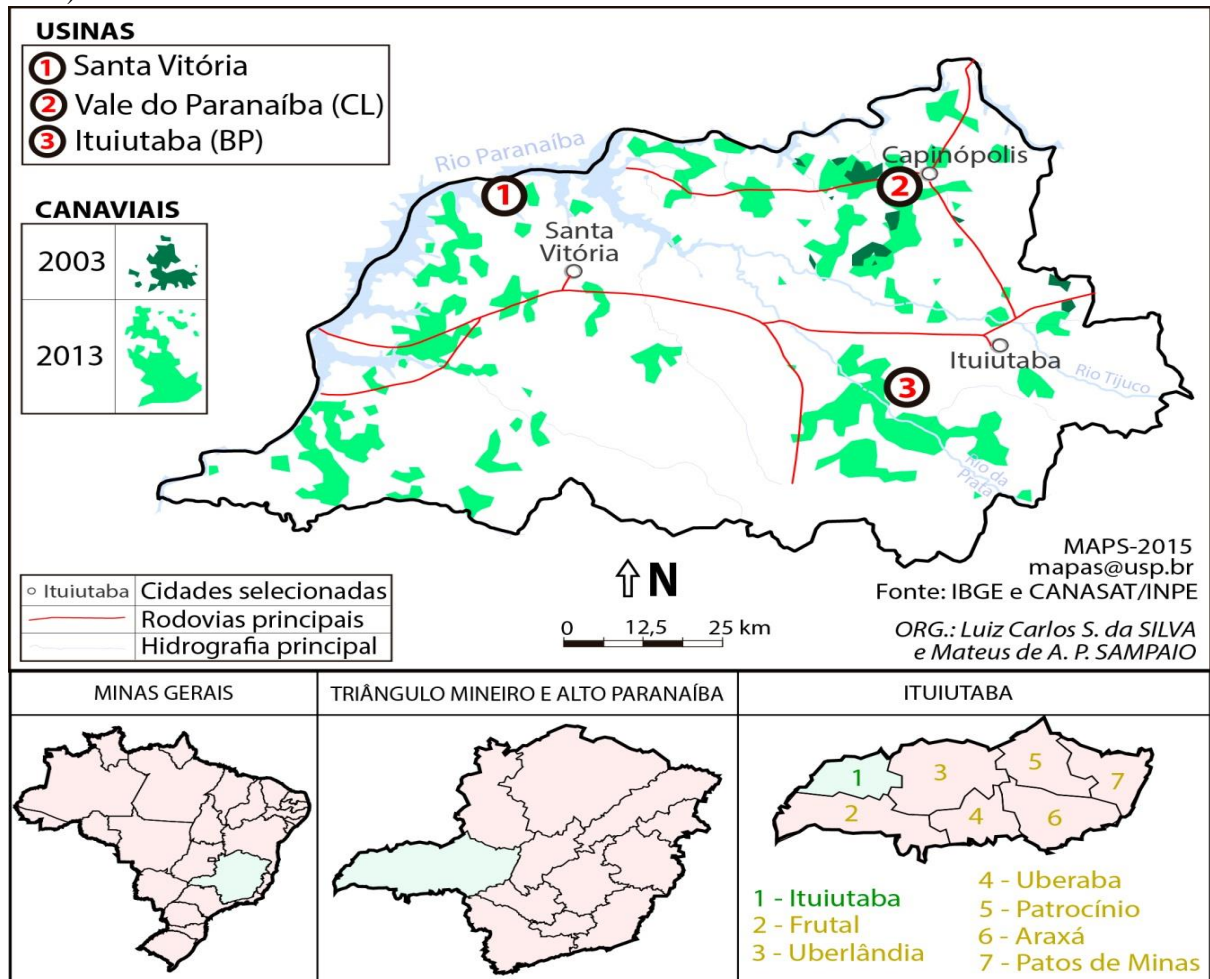 USINAS
1 Santa Vitória
2 Vale do Paranaíba (CL)
3 Ituiutaba (BP)
CANAVIAIS
2003
2013
Rio Paranaíba
1
Santa
Vitória
Capinópolis
2
Ituiutaba
Rio Tijuco
3
Rio da
Prata
MAPS-2015
mapas@usp.br
Fonte: IBGE e CANASAT/INPE
ORG.: Luiz Carlos S. da SILVA
e Mateus de A. P. SAMPAIO
N
0 12,5 25 km
Ituiutaba Cidades selecionadas
Rodovias principais
Hidrografia principal
MINAS GERAIS
TRIÂNGULO MINEIRO E ALTO PARANAÍBA
ITUIUTABA
1
2
3
4
5
6
7
1 - Ituiutaba
2 - Frutal
3 - Uberlândia
4 - Uberaba
5 - Patrocínio
6 - Araxá
7 - Patos de Minas